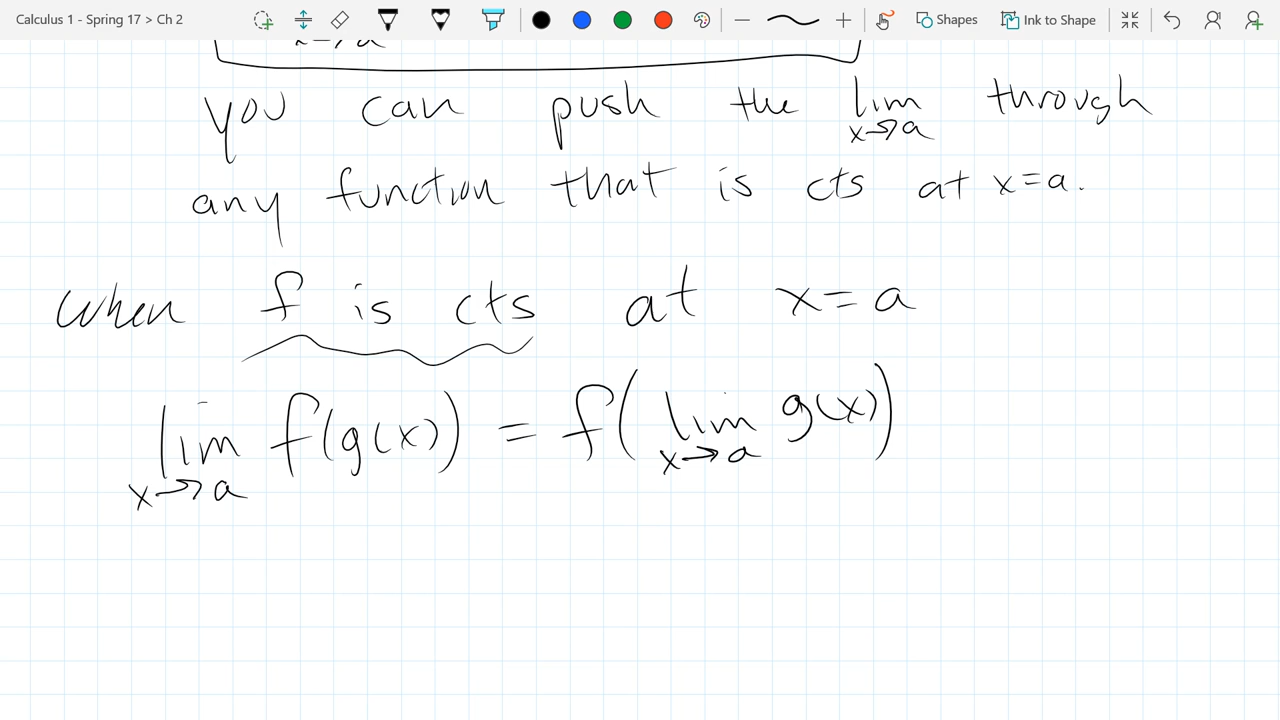 Calculus 1 - Spring 17 > Ch 2
Shapes
Ink to Shape
x→a
you can push the lim x→a through
any function that is cts at x=a.
when f is cts at x=a
lim x→a f(g(x)) = f(lim x→a g(x))